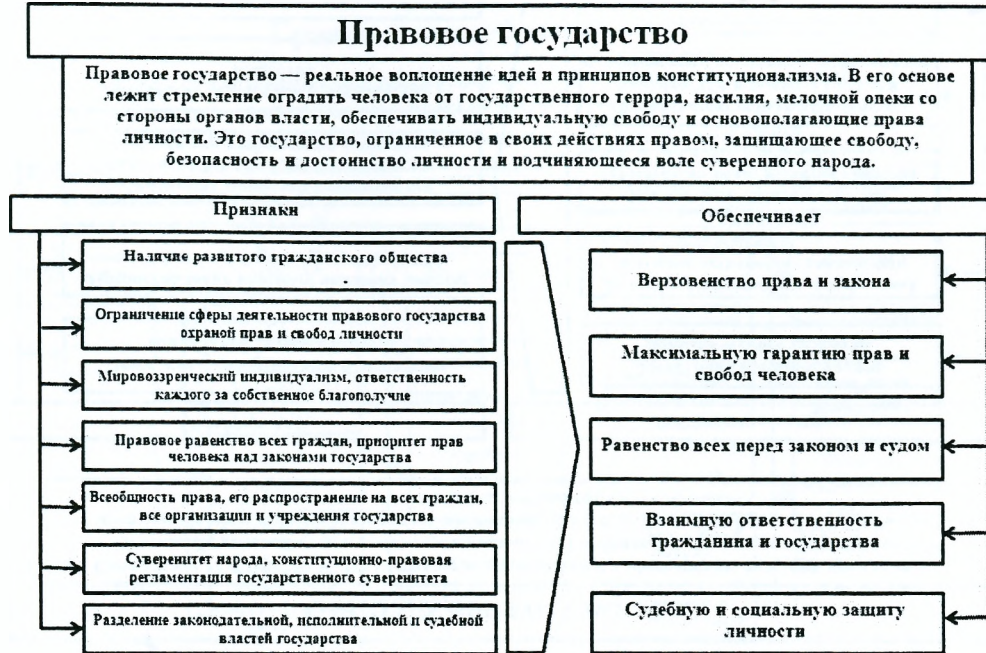 Правовое государство
Правовое государство — реальное воплощение идей и принципов конституционализма. В его основе
лежит стремление оградить человека от государственного террора, насилия, мелочной опеки со
стороны органов власти, обеспечивать индивидуальную свободу и основополагающие права
личности. Это государство, ограниченное в своих действиях правом, защищающее свободу,
безопасность и достоинство личности и подчиняющееся воле суверенного народа.
Признаки
Наличие развитого гражданского общества
Ограничение сферы деятельности правового государства
охраной прав и свобод личности
Мировоззренческий индивидуализм, ответственность
каждого за собственное благополучие
Правовое равенство всех граждан, приоритет прав
человека над законами государства
Всеобщность права, его распространение на всех граждан,
все организации и учреждения государства
Суверенитет народа, конституционно-правовая
регламентация государственного суверенитета
Разделение законодательной, исполнительной и судебной
властей государства
Обеспечивает
Верховенство права и закона
Максимальную гарантию прав и
свобод человека
Равенство всех перед законом и судом
Взаимную ответственность
гражданина и государства
Судебную и социальную защиту
личности